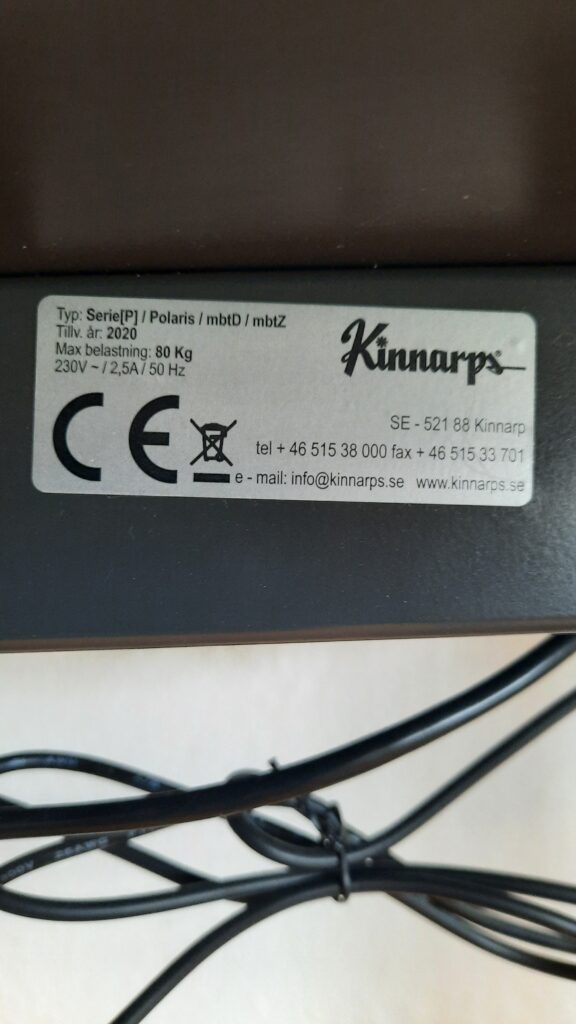 Typ: Serie[P] / Polaris / mbtD / mbtZ
Tillv. år: 2020
Max belastning: 80 Kg
230V ~ / 2,5A / 50 Hz
Kinnarps
CE
SE - 521 88 Kinnarp
tel + 46 515 38 000 fax + 46 515 33 701
e - mail: info@kinnarps.se www.kinnarps.se